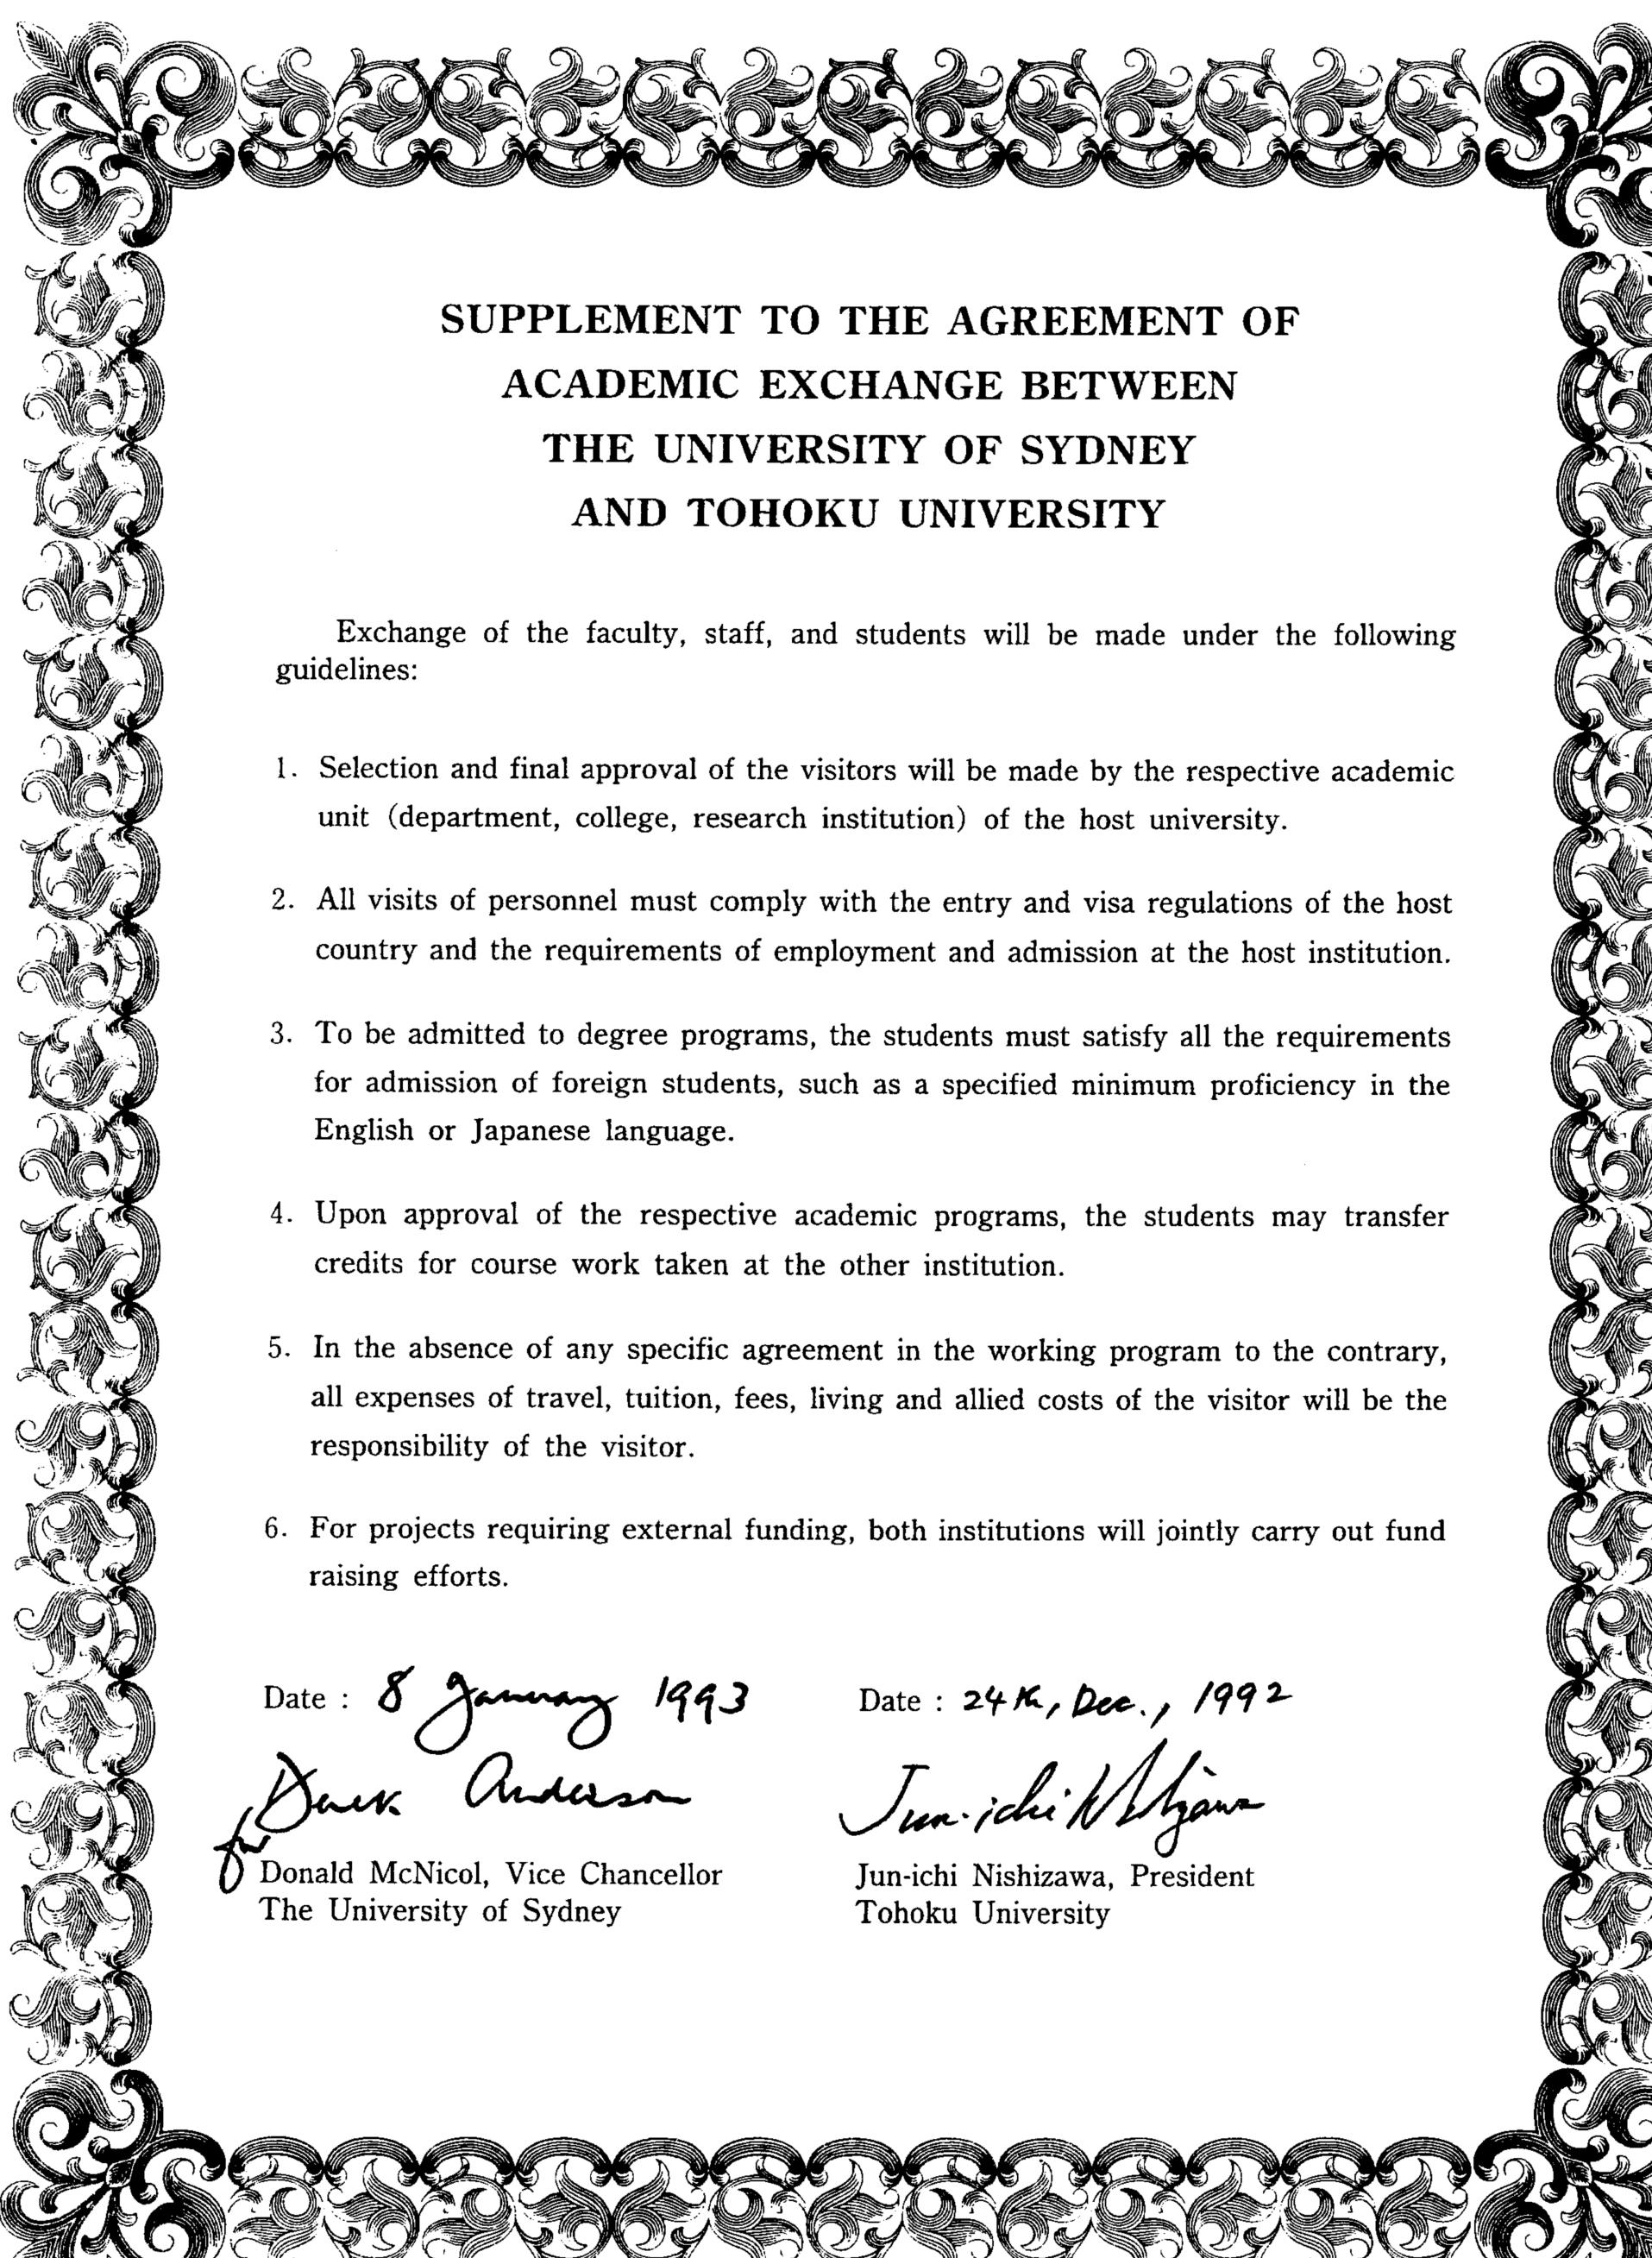 SUPPLEMENT TO THE AGREEMENT OF
ACADEMIC EXCHANGE BETWEEN
THE UNIVERSITY OF SYDNEY
AND TOHOKU UNIVERSITY
Exchange of the faculty, staff, and students will be made under the following
guidelines:
1. Selection and final approval of the visitors will be made by the respective academic
unit (department, college, research institution) of the host university.
2. All visits of personnel must comply with the entry and visa regulations of the host
country and the requirements of employment and admission at the host institution.
3. To be admitted to degree programs, the students must satisfy all the requirements
for admission of foreign students, such as a specified minimum proficiency in the
English or Japanese language.
4. Upon approval of the respective academic programs, the students may transfer
credits for course work taken at the other institution.
5. In the absence of any specific agreement in the working program to the contrary,
all expenses of travel, tuition, fees, living and allied costs of the visitor will be the
responsibility of the visitor.
6. For projects requiring external funding, both institutions will jointly carry out fund
raising efforts.
Date : 8 January 1993
Derek Anderson
for Donald McNicol, Vice Chancellor
The University of Sydney
Date : 24th, Dec., 1992
Jun-ichi Nishizawa
Jun-ichi Nishizawa, President
Tohoku University